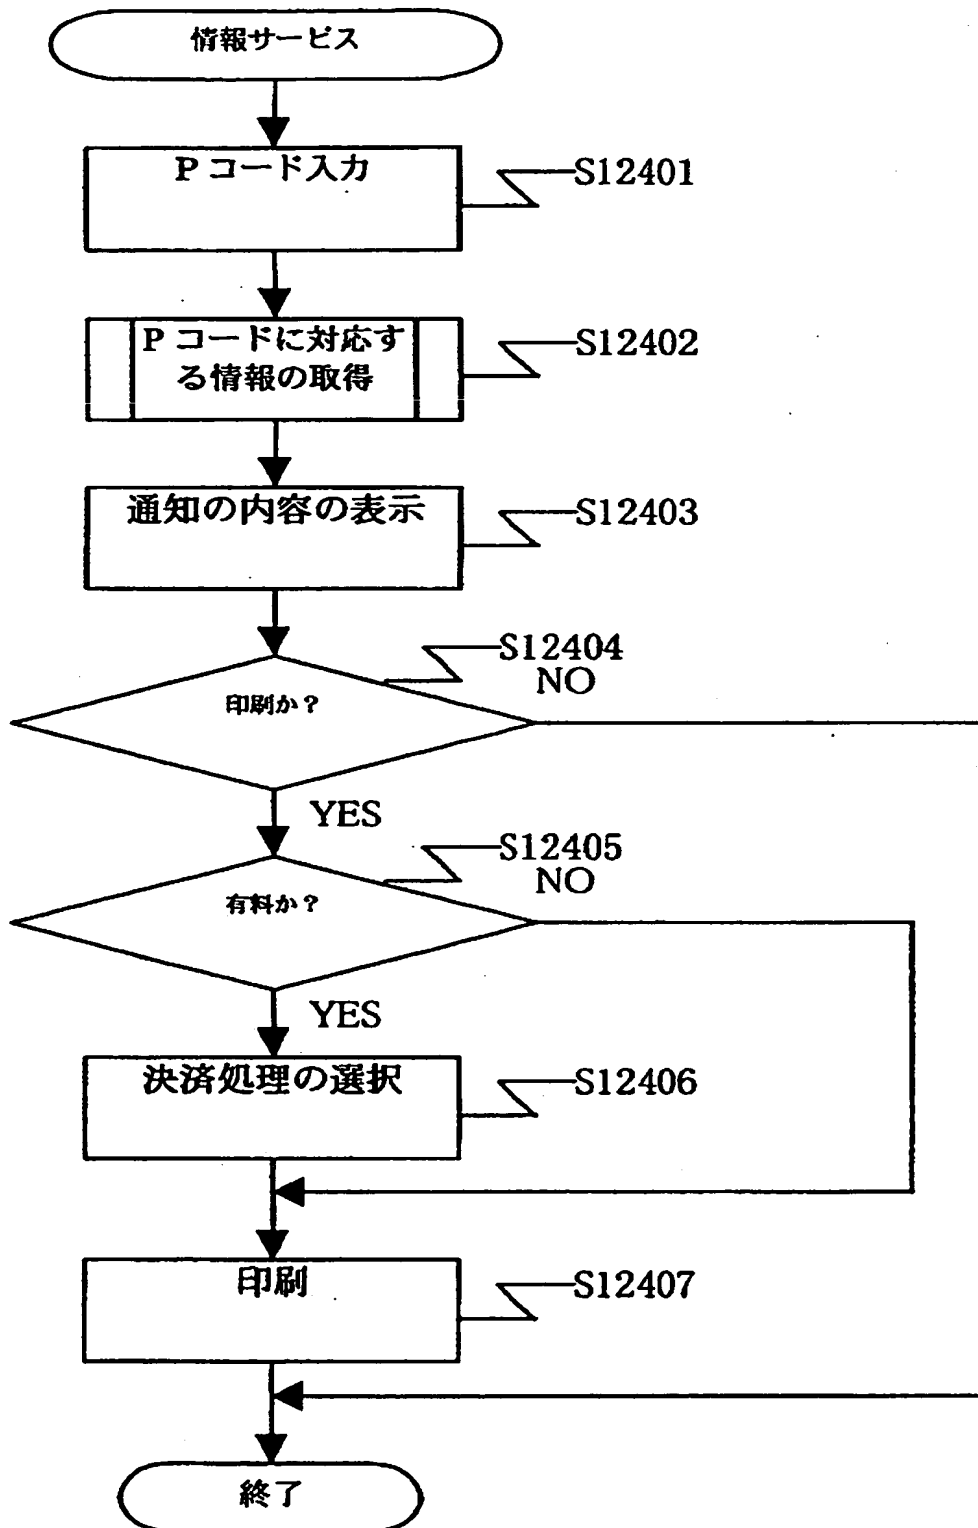 情報サービス
P コード入力
S12401
P コードに対応す
る情報の取得
S12402
通知の内容の表示
S12403
S12404
NO
印刷か？
YES
S12405
NO
有料か？
YES
決済処理の選択
S12406
印刷
S12407
終了